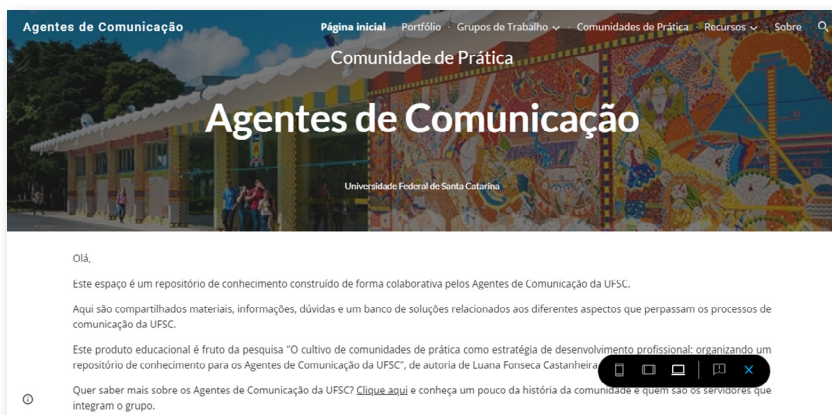 Agentes de Comunicação
Página inicial Portfólio Grupos de Trabalho Comunidades de Prática Recursos Sobre
Comunidade de Prática
Agentes de Comunicação
Universidade Federal de Santa Catarina
Olá,
Este espaço é um repositório de conhecimento construído de forma colaborativa pelos Agentes de Comunicação da UFSC.
Aqui são compartilhados materiais, informações, dúvidas e um banco de soluções relacionados aos diferentes aspectos que perpassam os processos de
comunicação da UFSC.
Este produto educacional é fruto da pesquisa "O cultivo de comunidades de prática como estratégia de desenvolvimento profissional: organizando um
repositório de conhecimento para os Agentes de Comunicação da UFSC", de autoria de Luana Fonseca Castanheira
Quer saber mais sobre os Agentes de Comunicação da UFSC? Clique aqui e conheça um pouco da história da comunidade e quem são os servidores que
integram o grupo.